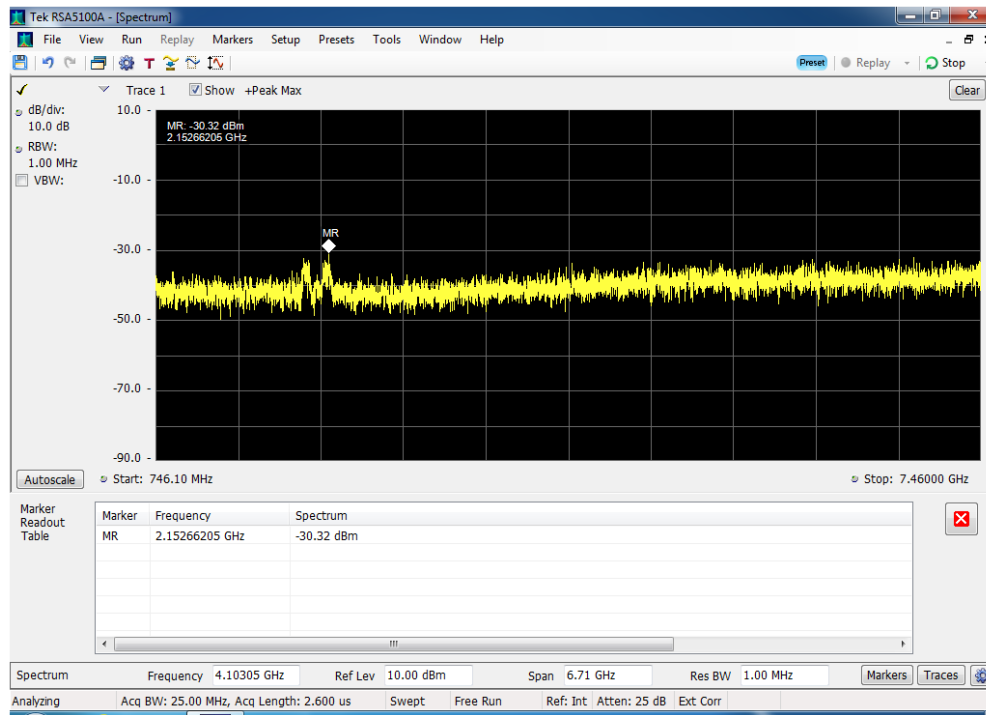 Tek RSA5100A - [Spectrum]
File View Run Replay Markers Setup Presets Tools Window Help
T Preset Replay Stop
Trace 1 Show +Peak Max Clear
dB/div:
10.0 dB
RBW:
1.00 MHz
VBW:
10.0
-10.0
-30.0
-50.0
-70.0
-90.0
MR: -30.32 dBm
2.15266205 GHz
MR
Autoscale Start: 746.10 MHz Stop: 7.46000 GHz
Marker
Readout
Table
Marker Frequency Spectrum
MR 2.15266205 GHz -30.32 dBm
Spectrum Frequency 4.10305 GHz Ref Lev 10.00 dBm Span 6.71 GHz Res BW 1.00 MHz Markers Traces
Analyzing Acq BW: 25.00 MHz, Acq Length: 2.600 us Swept Free Run Ref: Int Atten: 25 dB Ext Corr